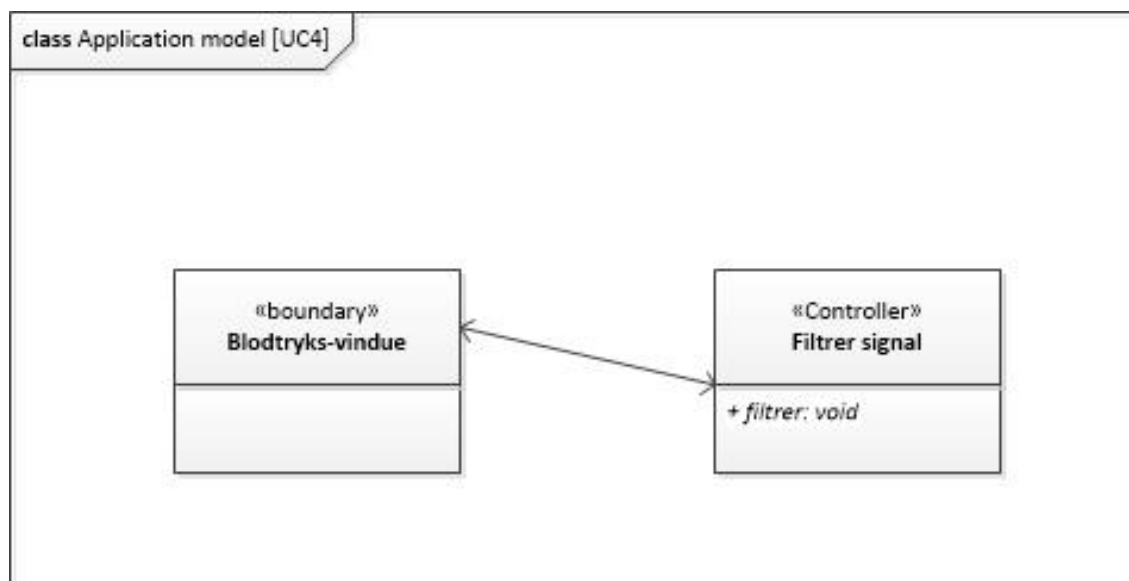 class Application model [UC4]
«boundary»
Blodtryks-vindue
«Controller»
Filtrer signal
+ filtrer: void